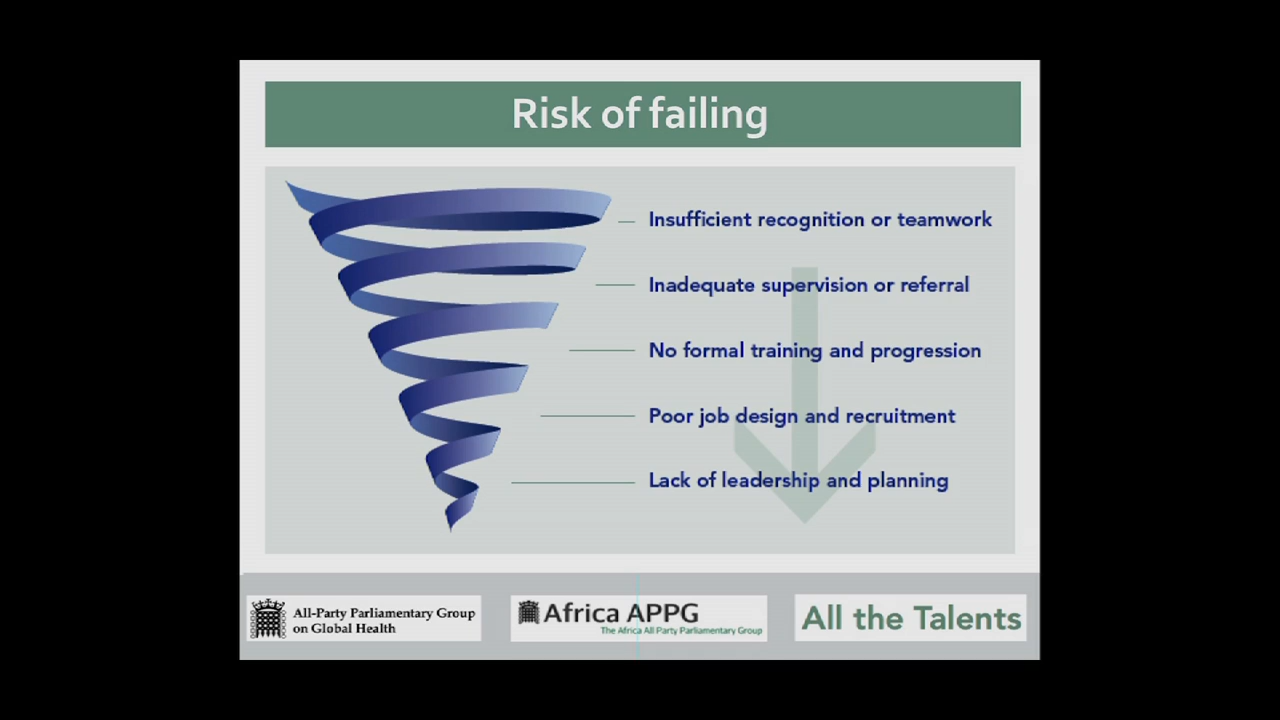 Risk of failing
Insufficient recognition or teamwork
Inadequate supervision or referral
No formal training and progression
Poor job design and recruitment
Lack of leadership and planning
All-Party Parliamentary Group
on Global Health
Africa APPG
The Africa All Party Parliamentary Group
All the Talents